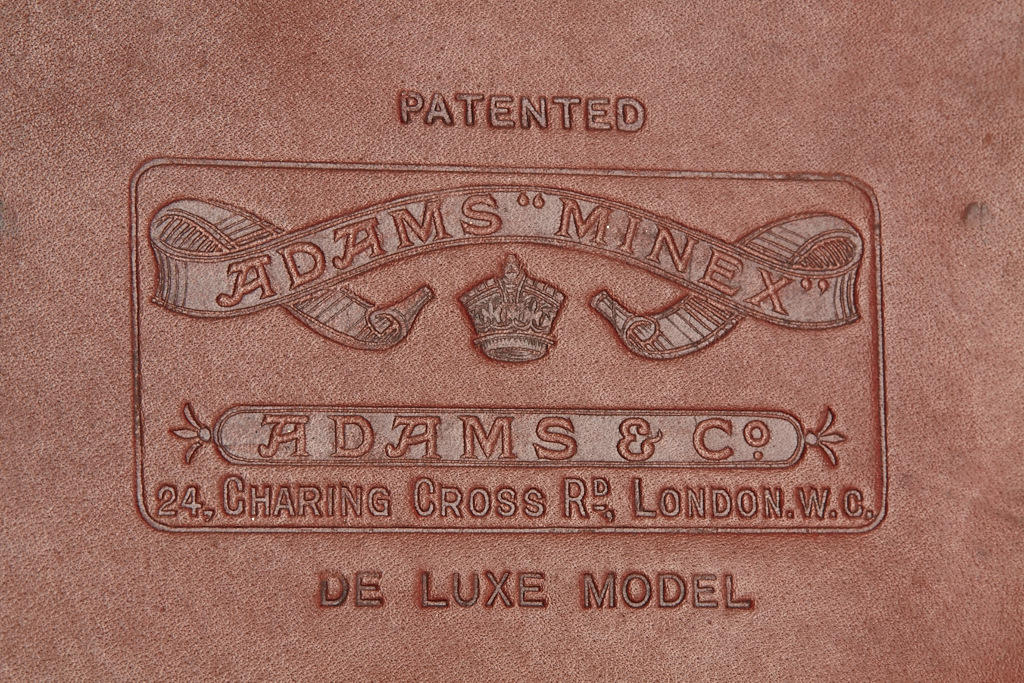 PATENTED
ADAMS "MINEX"
ADAMS & Co.
24, CHARING CROSS RD, LONDON. W. C.
DE LUXE MODEL